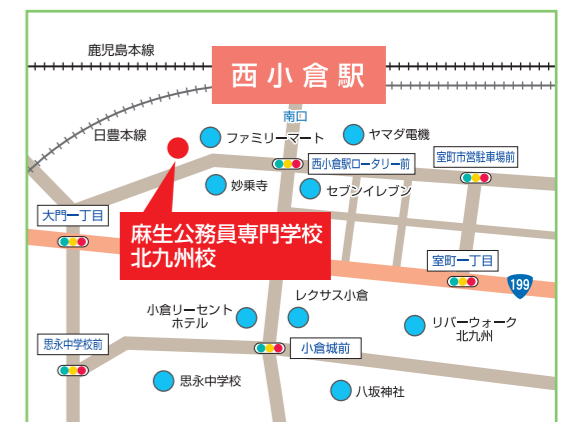 鹿児島本線
西小倉駅
南口
日豊本線
ファミリーマート
ヤマダ電機
西小倉駅ロータリー前
室町市営駐車場前
妙乗寺
セブンイレブン
大門一丁目
麻生公務員専門学校
北九州校
室町一丁目
199
レクサス小倉
小倉リーセント
ホテル
リバーウォーク
北九州
思永中学校前
小倉城前
思永中学校
八坂神社